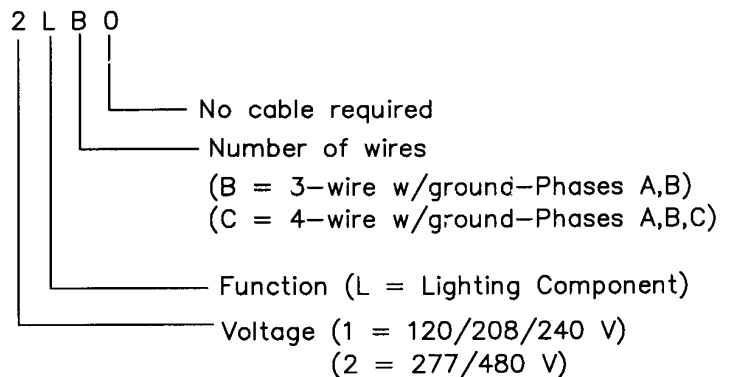 2 L B 0
No cable required
Number of wires
(B = 3-wire w/ground-Phases A,B)
(C = 4-wire w/ground-Phases A,B,C)
Function (L = Lighting Component)
Voltage (1 = 120/208/240 V)
(2 = 277/480 V)